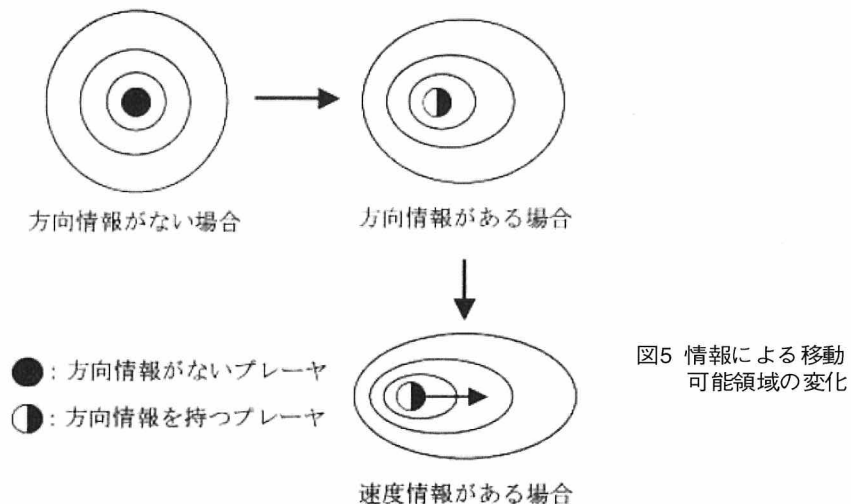 方向情報がない場合
方向情報がある場合
●: 方向情報がないプレーヤ
◑: 方向情報を持つプレーヤ
速度情報がある場合
図5 情報による移動
可能領域の変化